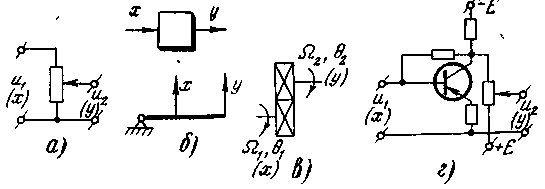 x y
−E
u₁ (x) u₂ (y)
а)
x y
б)
Ω₂, θ₂ (y)
Ω₁, θ₁ (x)
в)
u₁ (x) u₂ (y)
+E
г)